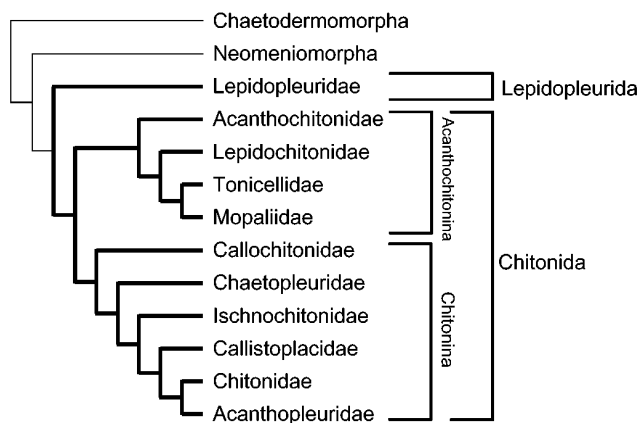 Chaetodermomorpha
Neomeniomorpha
Lepidopleuridae
Lepidopleurida
Acanthochitonidae
Lepidochitonidae
Tonicellidae
Mopaliidae
Acanthochitonina
Callochitonidae
Chaetopleuridae
Ischnochitonidae
Callistoplacidae
Chitonidae
Acanthopleuridae
Chitonina
Chitonida